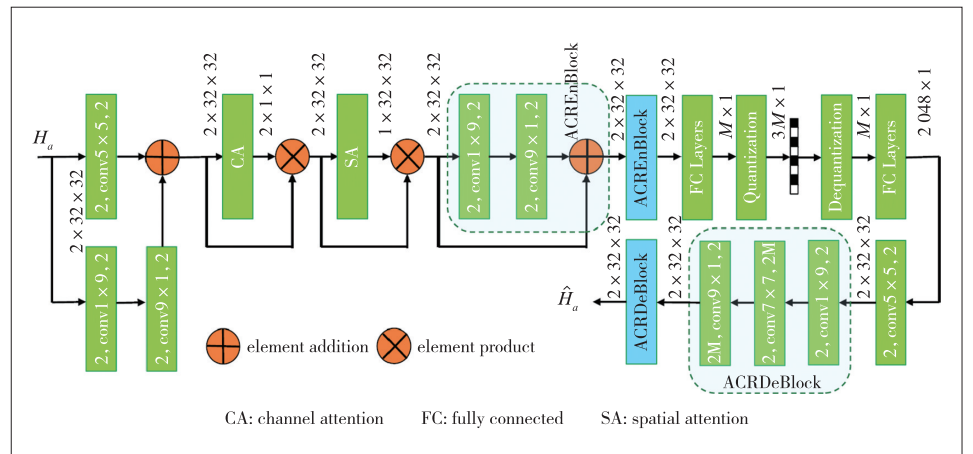 H_a
2 × 32 × 32
2, conv5 × 5, 2
2, conv1 × 9, 2
2, conv9 × 1, 2
2 × 32 × 32
CA
2 × 1 × 1
2 × 32 × 32
SA
1 × 32 × 32
2 × 32 × 32
2, conv1 × 9, 2
2, conv9 × 1, 2
ACREnBlock
2 × 32 × 32
ACREnBlock
2 × 32 × 32
FC Layers
M × 1
Quantization
3M × 1
Dequantization
M × 1
FC Layers
2 048 × 1
2, conv5 × 5, 2
2 × 32 × 32
2, conv1 × 9, 2
2, conv7 × 7, 2M
2M, conv9 × 1, 2
ACRDeBlock
2 × 32 × 32
ACRDeBlock
2 × 32 × 32
Ĥ_a
element addition
element product
CA: channel attention
FC: fully connected
SA: spatial attention